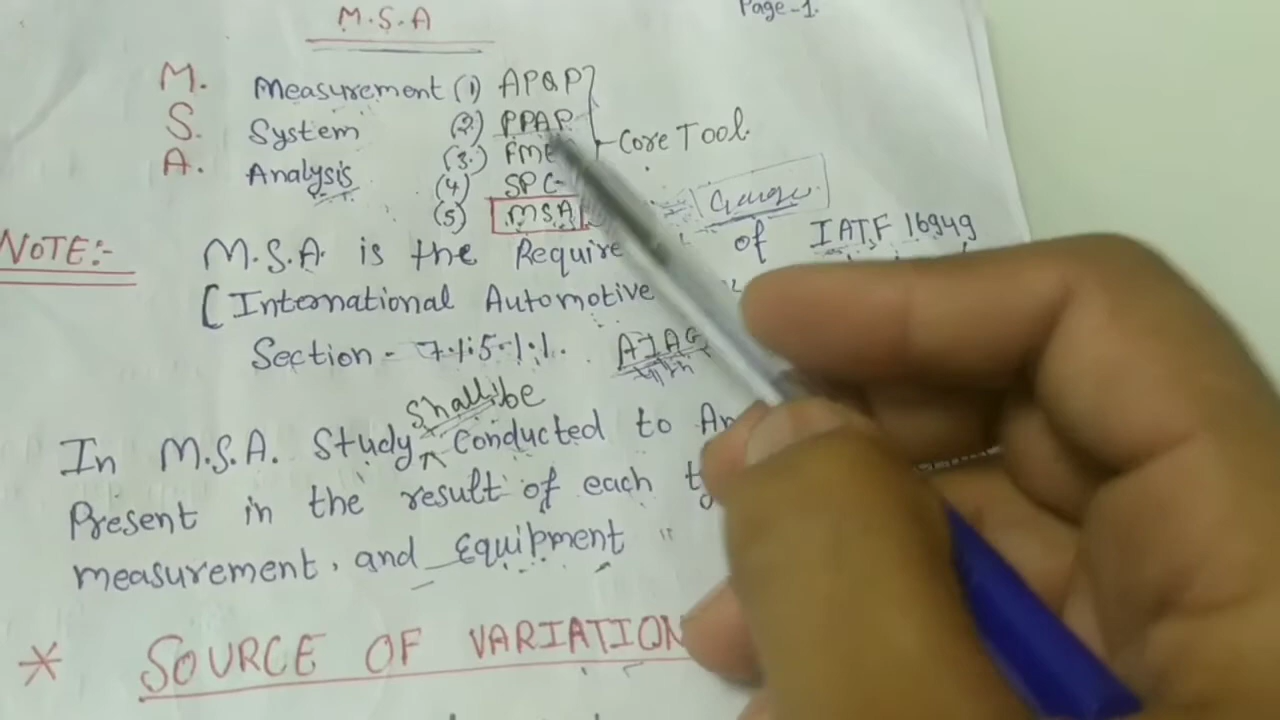 Page-1.
M.S.A
M. Measurement (1) APQP
S. System (2) PPAP
A. Analysis (3.) FME
(4) SPC
(5) MSA
Core Tool.
Gauge
NOTE:- M.S.A. is the Require of IATF 16949
[International Automotive
Section - 7.1.5.1.1. AIAG
Shall be
In M.S.A. Study conducted to An
Present in the result of each t
measurement, and Equipment "
* SOURCE OF VARIATION